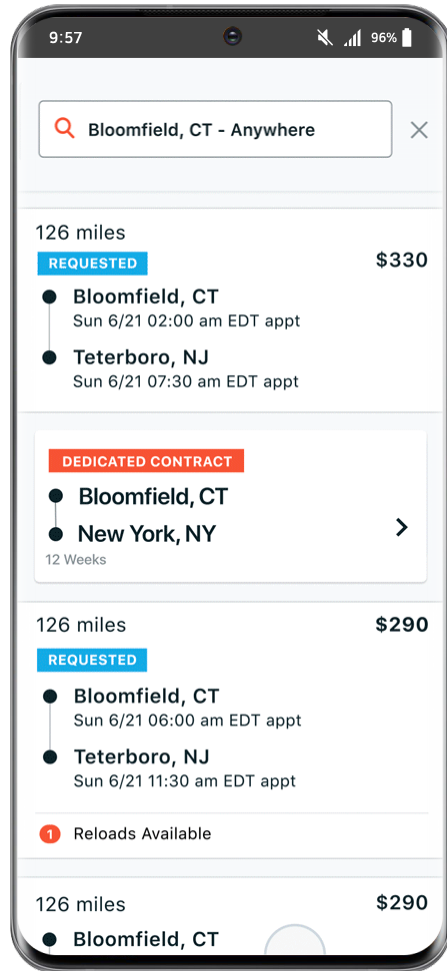 9:57
96%
Bloomfield, CT - Anywhere
126 miles
REQUESTED
$330
Bloomfield, CT
Sun 6/21 02:00 am EDT appt
Teterboro, NJ
Sun 6/21 07:30 am EDT appt
DEDICATED CONTRACT
Bloomfield, CT
New York, NY
12 Weeks
126 miles
$290
REQUESTED
Bloomfield, CT
Sun 6/21 06:00 am EDT appt
Teterboro, NJ
Sun 6/21 11:30 am EDT appt
1 Reloads Available
126 miles
$290
Bloomfield, CT